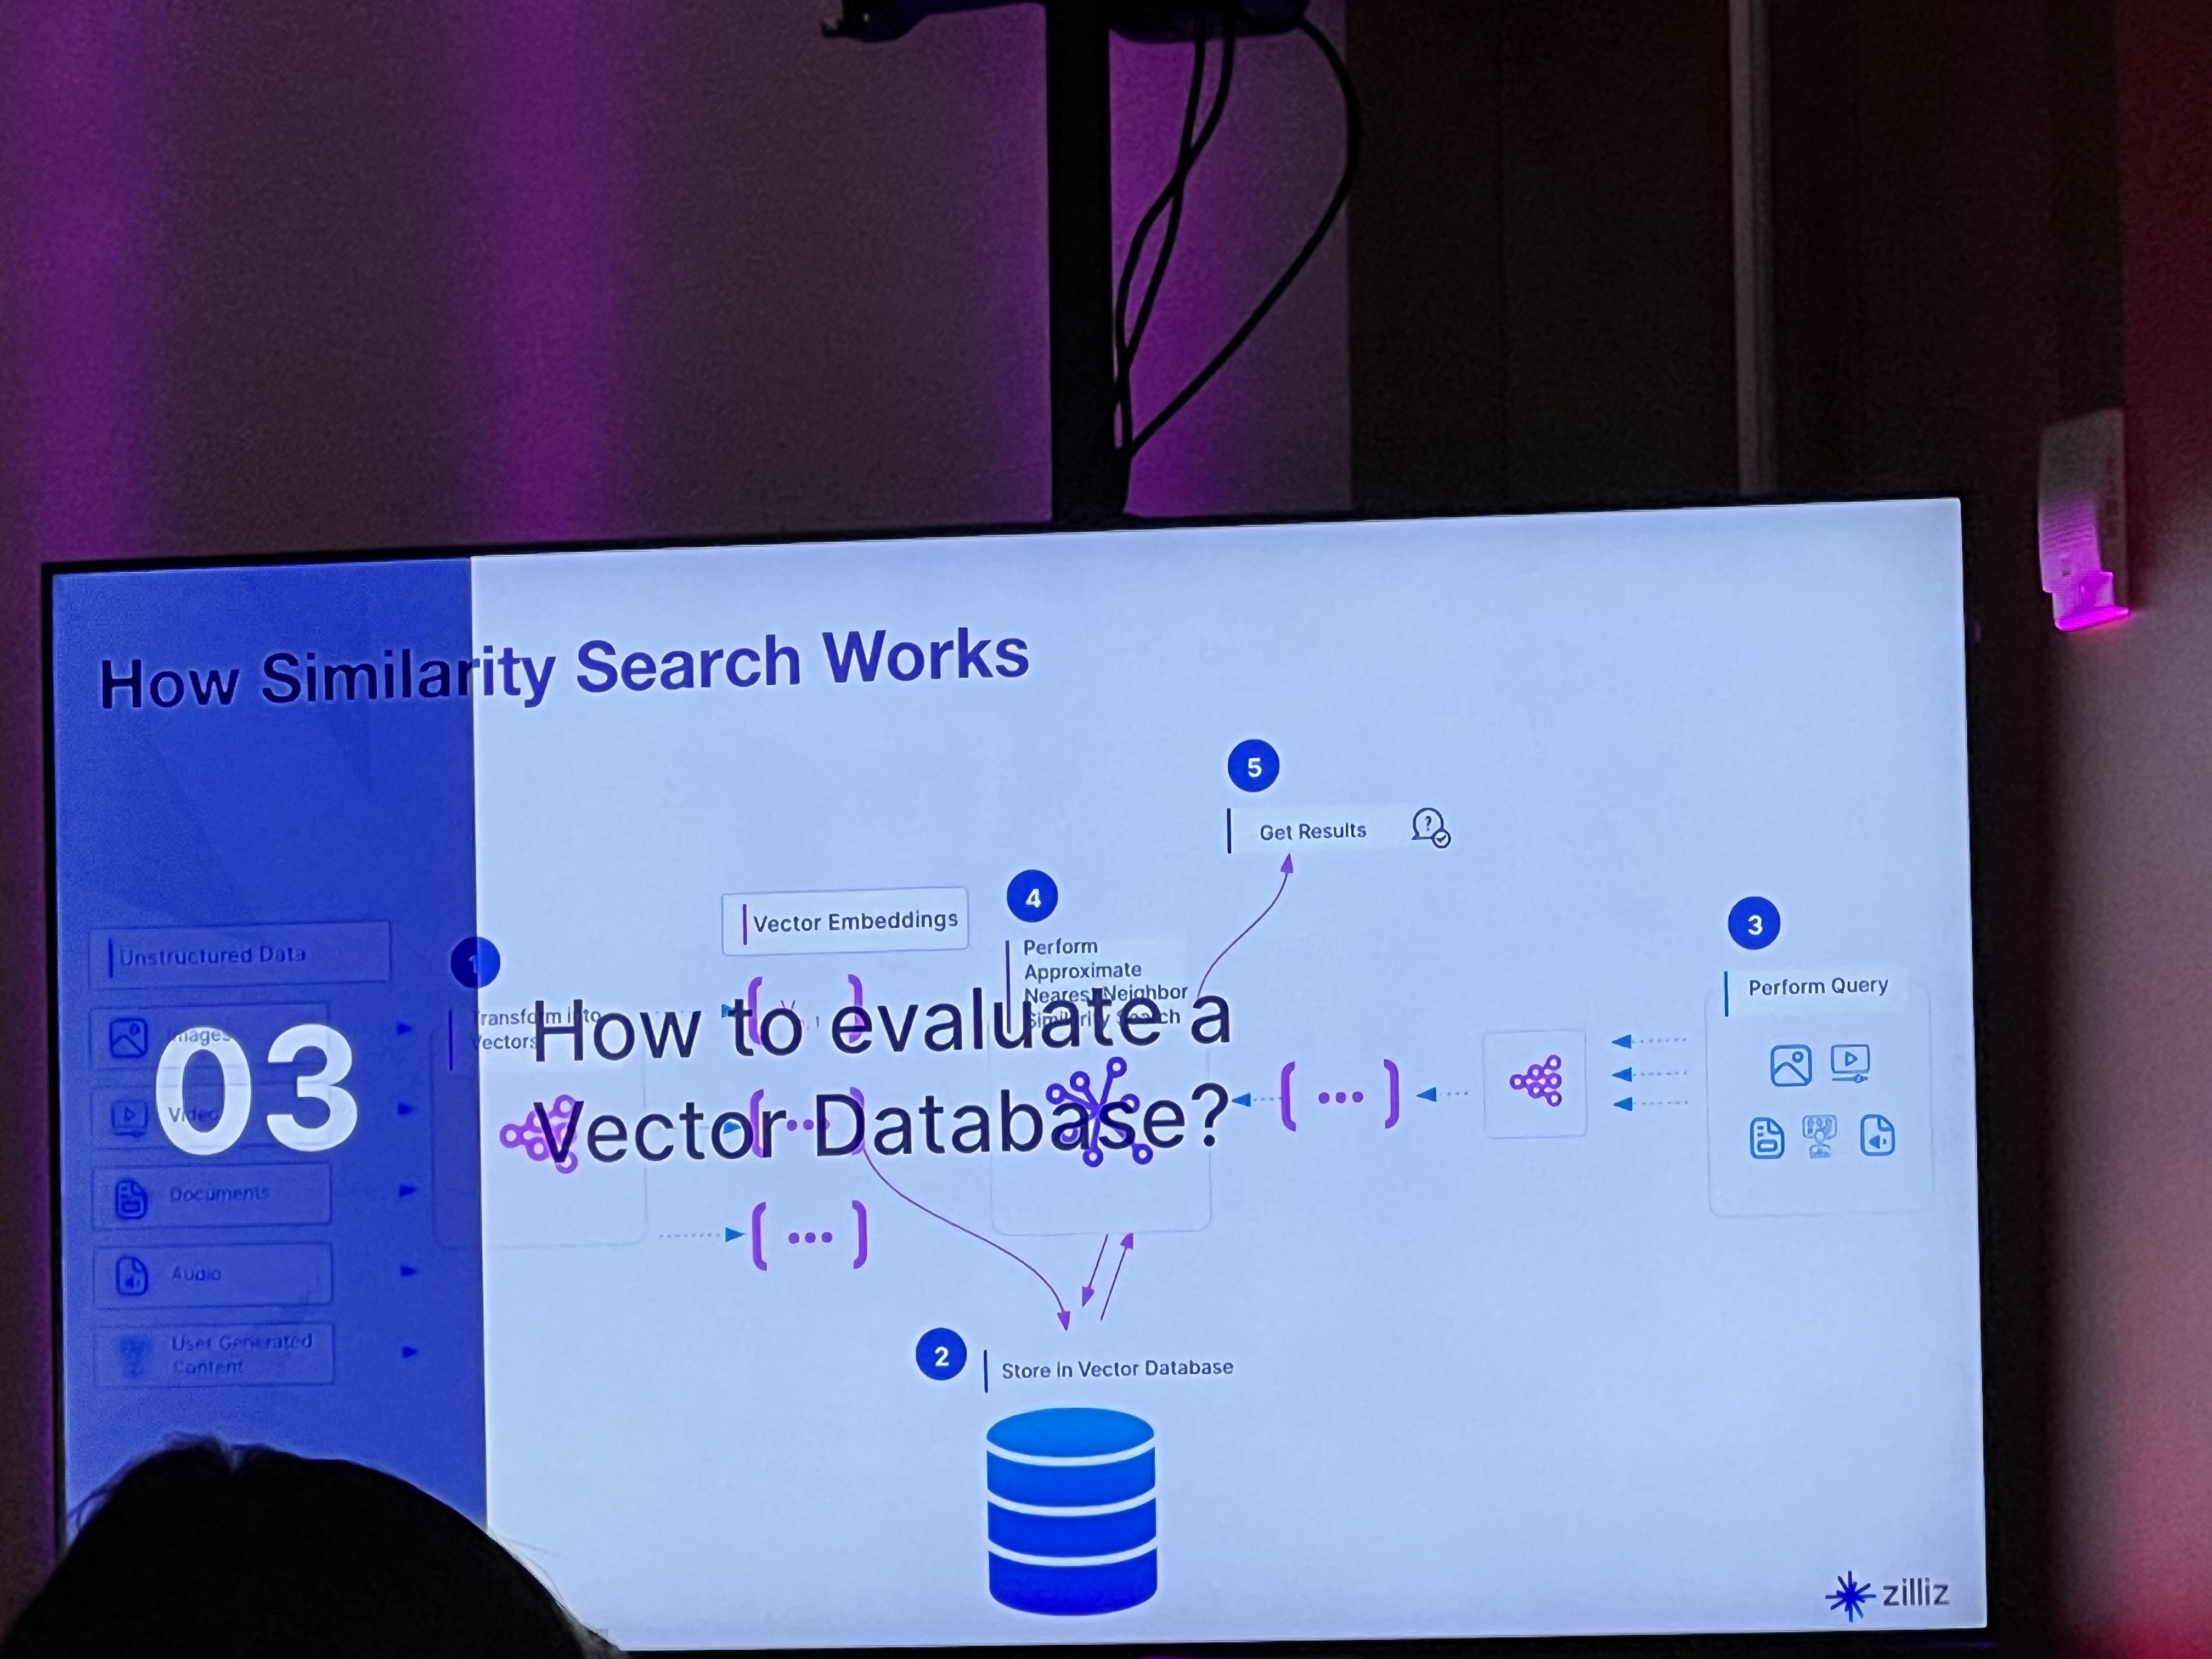 How Similarity Search Works
5
Get Results
4
Perform
Approximate
Nearest Neighbor
Similarity Search
Vector Embeddings
3
Perform Query
Unstructured Data
1
Transform into
Vectors
Images
Video
Documents
Audio
User Generated
Content
03
How to evaluate a
Vector Database?
2
Store in Vector Database
zilliz